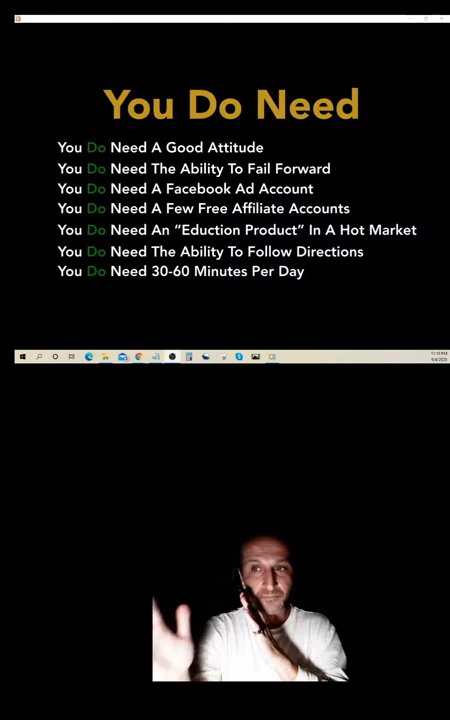 You Do Need
You Do Need A Good Attitude
You Do Need The Ability To Fail Forward
You Do Need A Facebook Ad Account
You Do Need A Few Free Affiliate Accounts
You Do Need An “Eduction Product” In A Hot Market
You Do Need The Ability To Follow Directions
You Do Need 30-60 Minutes Per Day